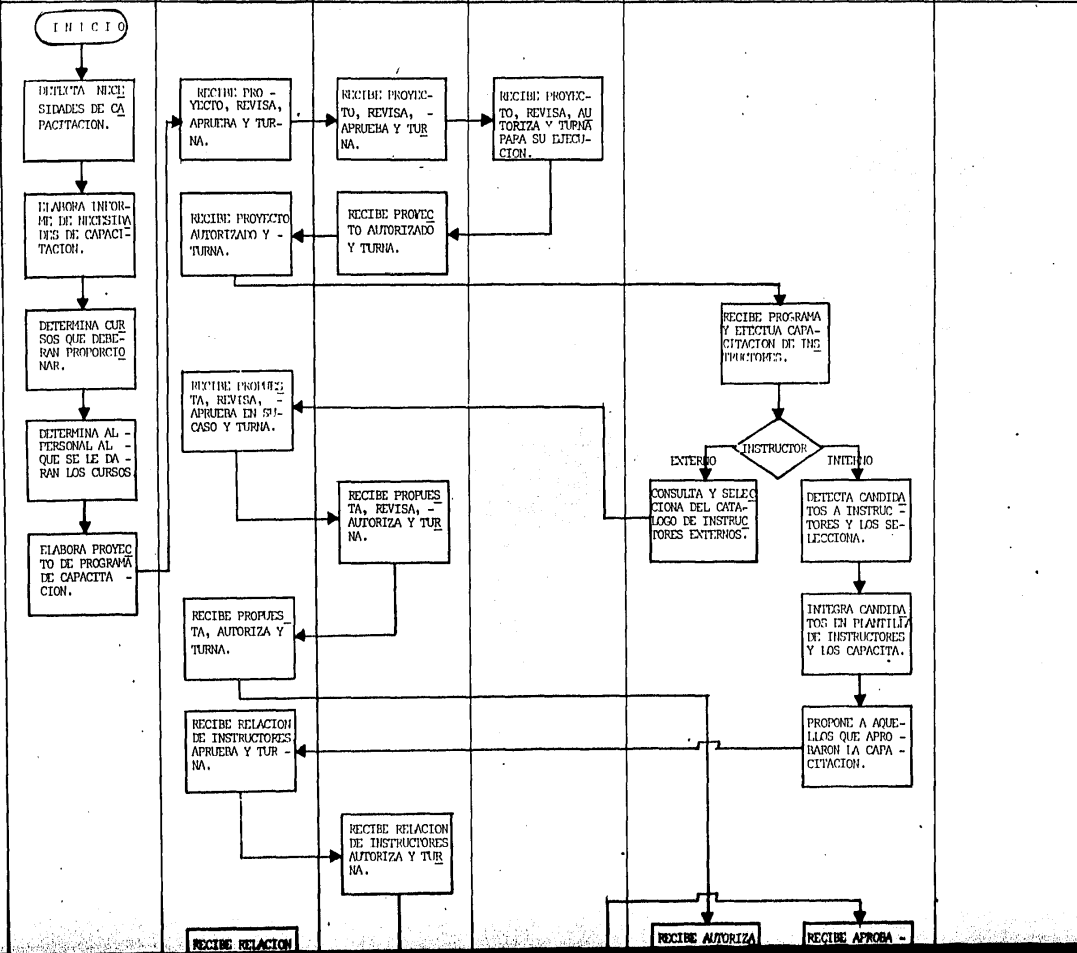 INICIO
DETECTA NECE
SIDADES DE CA
PACITACION.
ELABORA INFOR-
ME DE NECESIDA
DES DE CAPACI-
TACION.
DETERMINA CUR
SOS QUE DEBE-
RAN PROPORCIO
NAR.
DETERMINA AL -
PERSONAL AL -
QUE SE LE DA -
RAN LOS CURSOS.
ELABORA PROYEC
TO DE PROGRAMA
DE CAPACITA -
CION.
RECIBE PRO -
YECTO, REVISA,
APRUEBA Y TUR-
NA.
RECIBE PROYEC-
TO, REVISA, -
APRUEBA Y TUR
NA.
RECIBE PROYEC-
TO, REVISA, AU
TORIZA Y TURNA
PAPA SU EJECU-
CION.
RECIBE PROYECTO
AUTORIZADO Y -
TURNA.
RECIBE PROYEC
TO AUTORIZADO
Y TURNA.
RECIBE PROGRAMA
Y EFECTUA CAPA-
CITACION DE INS
TRUCTORES.
INSTRUCTOR
EXTERNO
INTERNO
RECIBE PROPUES
TA, REVISA, -
APRUEBA EN SU-
CASO Y TURNA.
CONSULTA Y SELEC
CIONA DEL CATA-
LOGO DE INSTRUC
TORES EXTERNOS.
DETECTA CANDIDA
TOS A INSTRUC -
TORES Y LOS SE-
LECCIONA.
RECIBE PROPUES
TA, REVISA, -
AUTORIZA Y TUR
NA.
RECIBE PROPUES
TA, AUTORIZA Y
TURNA.
INTEGRA CANDIDA
TOS EN PLANTILLA
DE INSTRUCTORES
Y LOS CAPACITA.
RECIBE RELACION
DE INSTRUCTORES
APRUEBA Y TUR -
NA.
PROPONE A AQUE-
LLOS QUE APRO -
BARON LA CAPA -
CITACION.
RECIBE RELACION
DE INSTRUCTORES
AUTORIZA Y TUR
NA.
RECIBE RELACION
RECIBE AUTORIZA
RECIBE APROBA -